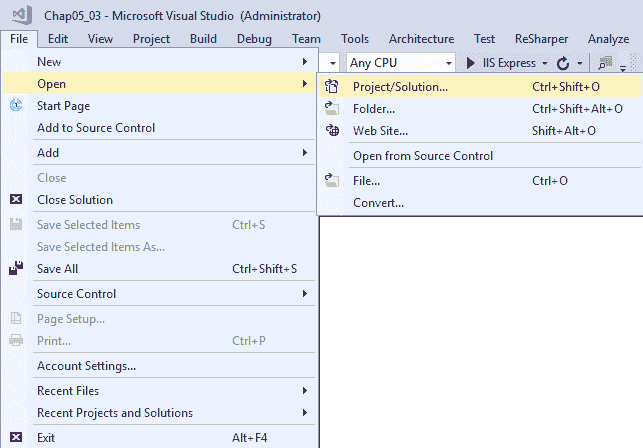 Chap05_03 - Microsoft Visual Studio (Administrator)
File Edit View Project Build Debug Team Tools Architecture Test ReSharper Analyze
Any CPU IIS Express
New
Open
Start Page
Add to Source Control
Add
Close
Close Solution
Save Selected Items Ctrl+S
Save Selected Items As...
Save All Ctrl+Shift+S
Source Control
Page Setup...
Print... Ctrl+P
Account Settings...
Recent Files
Recent Projects and Solutions
Exit Alt+F4
Project/Solution... Ctrl+Shift+O
Folder... Ctrl+Shift+Alt+O
Web Site... Shift+Alt+O
Open from Source Control
File... Ctrl+O
Convert...